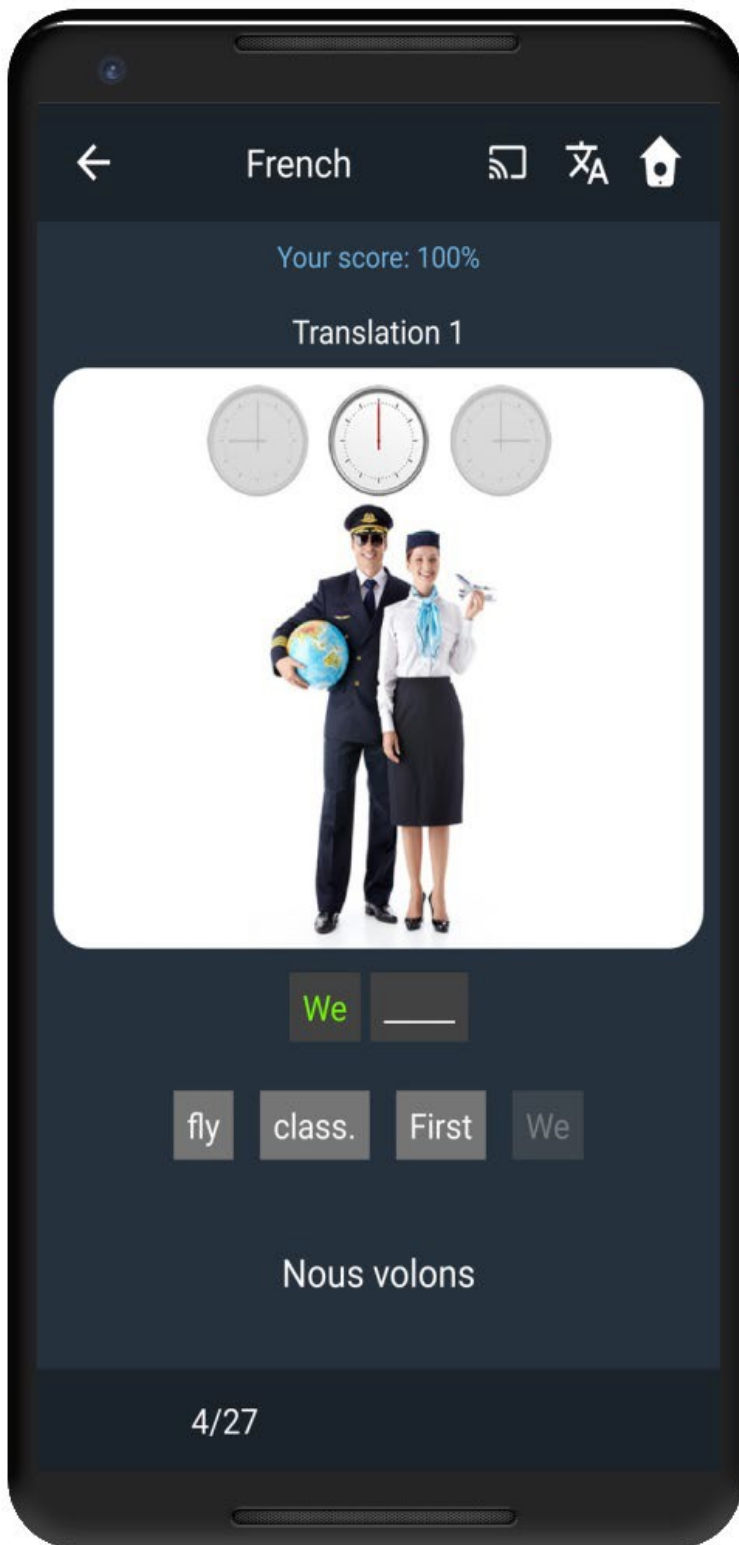 French
Your score: 100%
Translation 1
We ____
fly class. First We
Nous volons
4/27